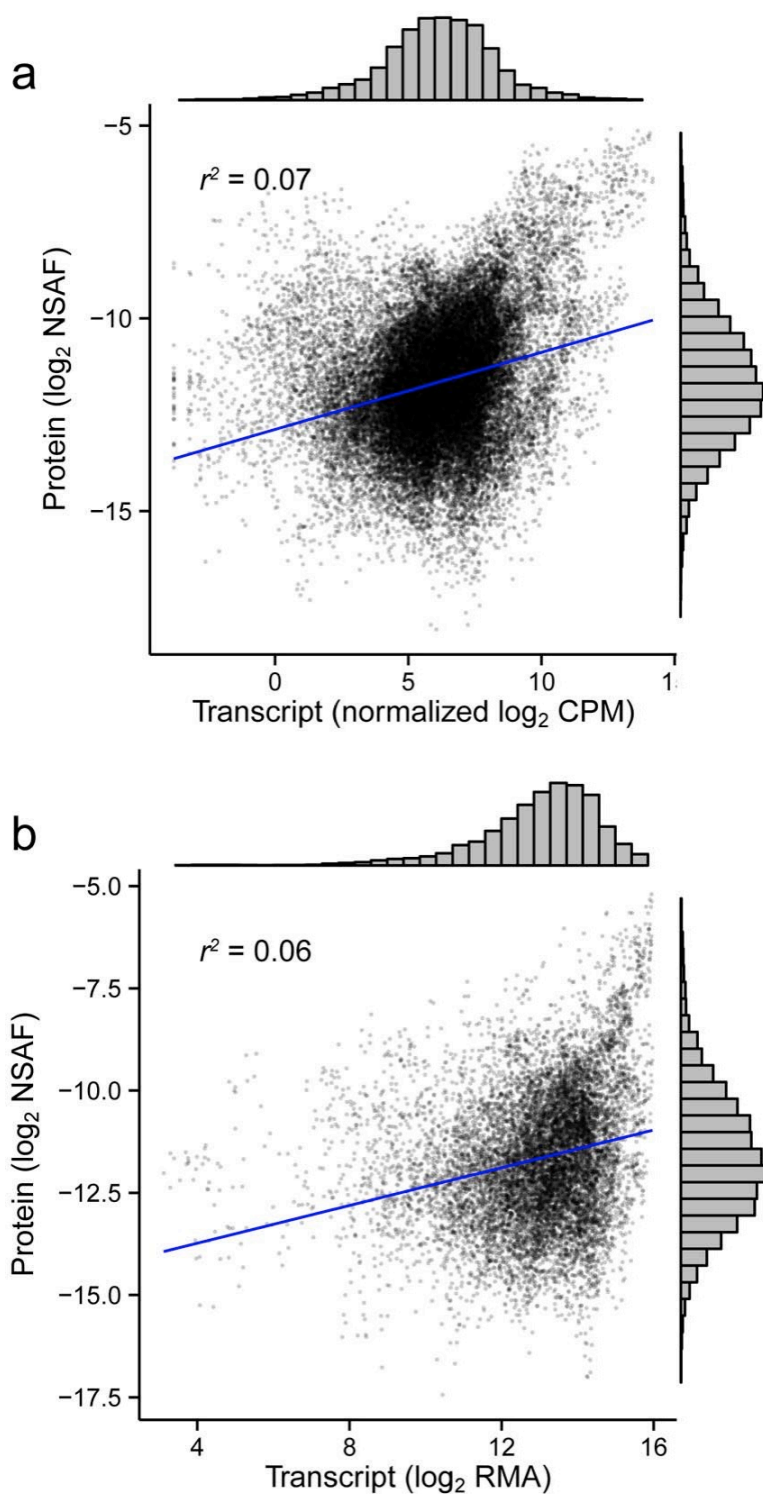 a
−5
r² = 0.07
Protein (log₂ NSAF)
−10
−15
0 5 10
Transcript (normalized log₂ CPM)
b
−5.0
r² = 0.06
−7.5
Protein (log₂ NSAF)
−10.0
−12.5
−15.0
−17.5
4 8 12 16
Transcript (log₂ RMA)